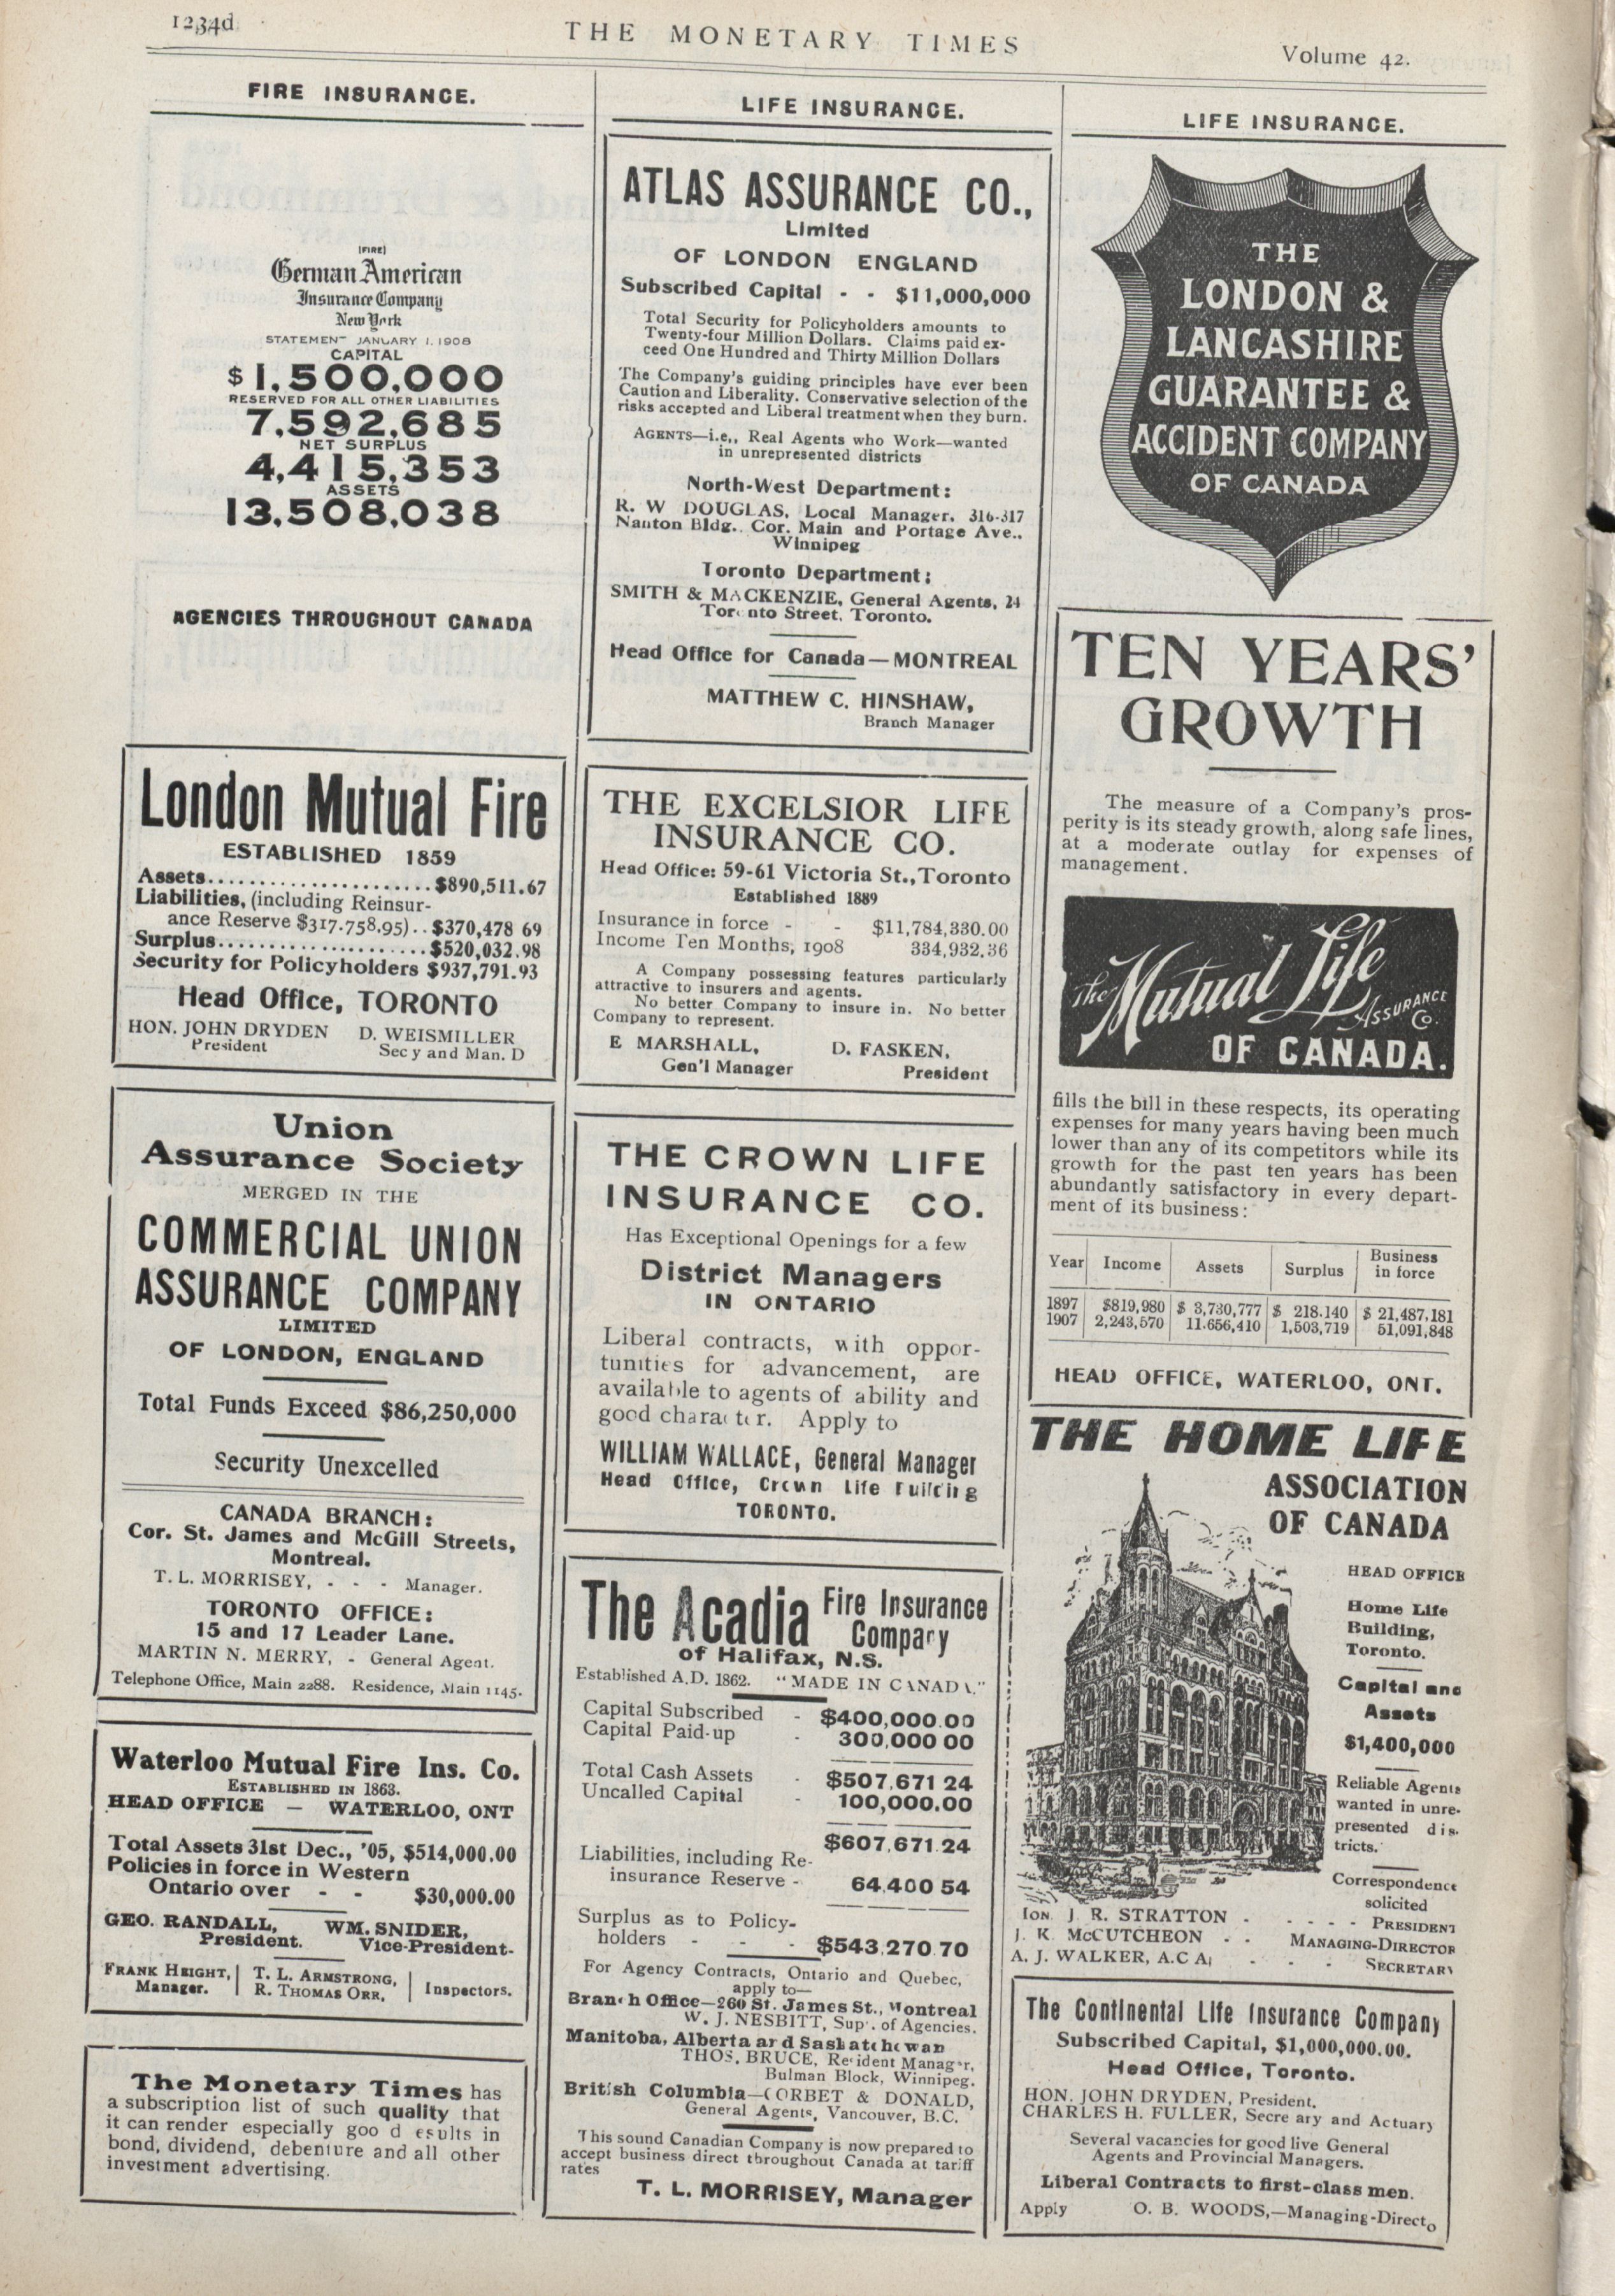 1234d
THE MONETARY TIMES
Volume 42.
FIRE INSURANCE.
[FIRE]
German American
Insurance Company
New York
STATEMENT JANUARY 1, 1908
CAPITAL
$1,500,000
RESERVED FOR ALL OTHER LIABILITIES
7,592,685
NET SURPLUS
4,415,353
ASSETS
13,508,038
AGENCIES THROUGHOUT CANADA
London Mutual Fire
ESTABLISHED 1859
Assets......................$890,511.67
Liabilities, (including Reinsur-
ance Reserve $317.758,95)..$370,478 69
Surplus....................$520,032.98
Security for Policyholders $937,791.93
Head Office, TORONTO
HON. JOHN DRYDEN D. WEISMILLER
President Sec y and Man. D
Union
Assurance Society
MERGED IN THE
COMMERCIAL UNION
ASSURANCE COMPANY
LIMITED
OF LONDON, ENGLAND
Total Funds Exceed $86,250,000
Security Unexcelled
CANADA BRANCH:
Cor. St. James and McGill Streets,
Montreal.
T. L. MORRISEY, - - - Manager.
TORONTO OFFICE:
15 and 17 Leader Lane.
MARTIN N. MERRY, - General Agent.
Telephone Office, Main 2288. Residence, Main 1145.
Waterloo Mutual Fire Ins. Co.
ESTABLISHED IN 1863.
HEAD OFFICE — WATERLOO, ONT
Total Assets 31st Dec., '05, $514,000.00
Policies in force in Western
Ontario over - - $30,000.00
GEO. RANDALL, WM. SNIDER,
President. Vice-President-
FRANK HEIGHT, T. L. ARMSTRONG,
Manager. R. THOMAS ORR, Inspectors.
The Monetary Times has
a subscription list of such quality that
it can render especially goo d esults in
bond, dividend, debenture and all other
investment advertising.
LIFE INSURANCE.
ATLAS ASSURANCE CO.,
Limited
OF LONDON ENGLAND
Subscribed Capital - - $11,000,000
Total Security for Policyholders amounts to
Twenty-four Million Dollars. Claims paid ex-
ceed One Hundred and Thirty Million Dollars
The Company's guiding principles have ever been
Caution and Liberality. Conservative selection of the
risks accepted and Liberal treatment when they burn.
AGENTS—i.e,, Real Agents who Work—wanted
in unrepresented districts
North-West Department:
R. W DOUGLAS, Local Manager, 316-317
Nanton Bldg., Cor. Main and Portage Ave.,
Winnipeg
Toronto Department;
SMITH & MACKENZIE, General Agents, 24
Toronto Street, Toronto.
Head Office for Canada—MONTREAL
MATTHEW C. HINSHAW,
Branch Manager
THE EXCELSIOR LIFE
INSURANCE CO.
Head Office: 59-61 Victoria St., Toronto
Established 1889
Insurance in force - - $11,784,330.00
Income Ten Months, 1908 334,932.36
A Company possessing features particularly
attractive to insurers and agents.
No better Company to insure in. No better
Company to represent.
E MARSHALL, D. FASKEN,
Gen'l Manager President
THE CROWN LIFE
INSURANCE CO.
Has Exceptional Openings for a few
District Managers
IN ONTARIO
Liberal contracts, with oppor-
tunities for advancement, are
available to agents of ability and
good character. Apply to
WILLIAM WALLACE, General Manager
Head Office, Crown Life Building
TORONTO.
The Acadia Fire Insurance
Company
of Halifax, N.S.
Established A.D. 1862. "MADE IN CANADA."
Capital Subscribed - $400,000.00
Capital Paid-up - 300,000 00
Total Cash Assets - $507,671 24
Uncalled Capital - 100,000.00
$607,671.24
Liabilities, including Re-
insurance Reserve - 64,400 54
Surplus as to Policy-
holders - - - $543,270.70
For Agency Contracts, Ontario and Quebec,
apply to—
Branch Office—260 St. James St., Montreal
W. J. NESBITT, Sup'. of Agencies.
Manitoba, Alberta and Saskatchewan
THOS. BRUCE, Resident Manager,
Bulman Block, Winnipeg.
British Columbia—CORBET & DONALD,
General Agents, Vancouver, B.C.
This sound Canadian Company is now prepared to
accept business direct throughout Canada at tariff
rates
T. L. MORRISEY, Manager
LIFE INSURANCE.
THE
LONDON &
LANCASHIRE
GUARANTEE &
ACCIDENT COMPANY
OF CANADA
TEN YEARS'
GROWTH
The measure of a Company's pros-
perity is its steady growth, along safe lines,
at a moderate outlay for expenses of
management.
The Mutual Life
ASSURANCE
Co.
OF CANADA.
fills the bill in these respects, its operating
expenses for many years having been much
lower than any of its competitors while its
growth for the past ten years has been
abundantly satisfactory in every depart-
ment of its business:
Year Income Assets Surplus Business in force
1897 $819,980 $ 3,730,777 $ 218.140 $ 21,487,181
1907 2,243,570 11.656,410 1,503,719 51,091,848
HEAD OFFICE, WATERLOO, ONT.
THE HOME LIFE
ASSOCIATION
OF CANADA
HEAD OFFICE
Home Life
Building,
Toronto.
Capital and
Assets
$1,400,000
Reliable Agents
wanted in unre-
presented dis-
tricts.
Correspondence
solicited
Hon. J. R. STRATTON - - - - - PRESIDENT
J. K. McCUTCHEON - - MANAGING-DIRECTOR
A. J. WALKER, A.C A, - - - SECRETARY
The Continental Life Insurance Company
Subscribed Capital, $1,000,000.00.
Head Office, Toronto.
HON. JOHN DRYDEN, President,
CHARLES H. FULLER, Secre ary and Actuary
Several vacancies for good live General
Agents and Provincial Managers.
Liberal Contracts to first-class men.
Apply O. B. WOODS,—Managing-Directo